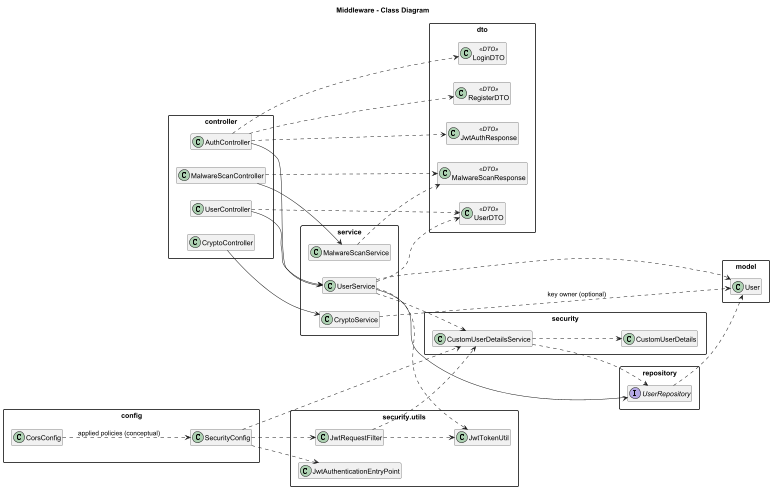 Middleware - Class Diagram
dto
«DTO»
C LoginDTO
«DTO»
C RegisterDTO
«DTO»
C JwtAuthResponse
«DTO»
C MalwareScanResponse
«DTO»
C UserDTO
controller
C AuthController
C MalwareScanController
C UserController
C CryptoController
service
C MalwareScanService
C UserService
C CryptoService
model
C User
key owner (optional)
security
C CustomUserDetailsService
C CustomUserDetails
repository
I UserRepository
config
C CorsConfig
applied policies (conceptual)
C SecurityConfig
security.utils
C JwtRequestFilter
C JwtTokenUtil
C JwtAuthenticationEntryPoint